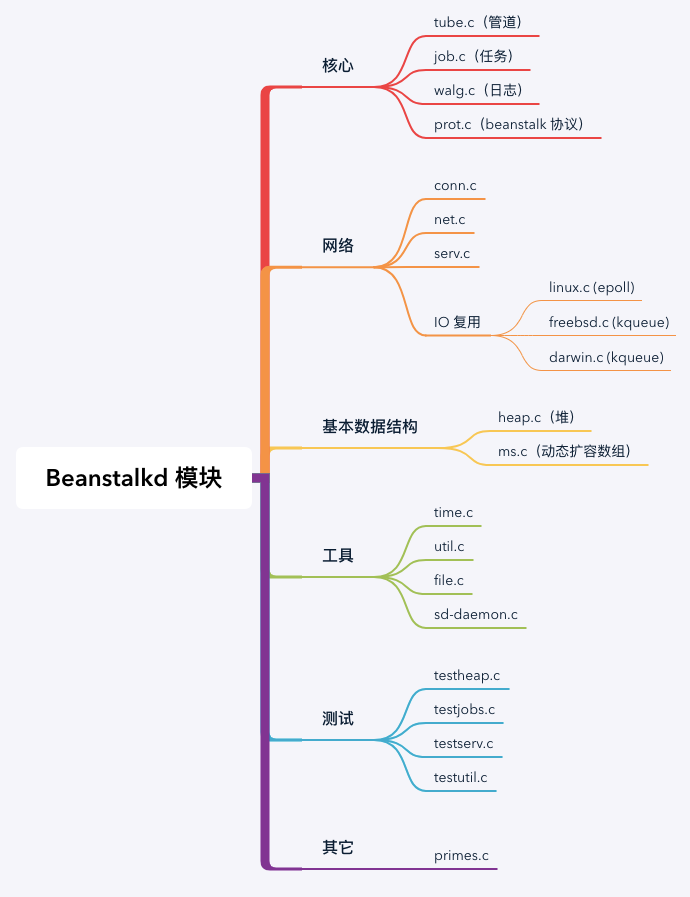 核心
tube.c（管道）
job.c（任务）
walg.c（日志）
prot.c（beanstalk 协议）
网络
conn.c
net.c
serv.c
IO 复用
linux.c (epoll)
freebsd.c (kqueue)
darwin.c (kqueue)
基本数据结构
heap.c（堆）
ms.c（动态扩容数组）
Beanstalkd 模块
工具
time.c
util.c
file.c
sd-daemon.c
测试
testheap.c
testjobs.c
testserv.c
testutil.c
其它
primes.c